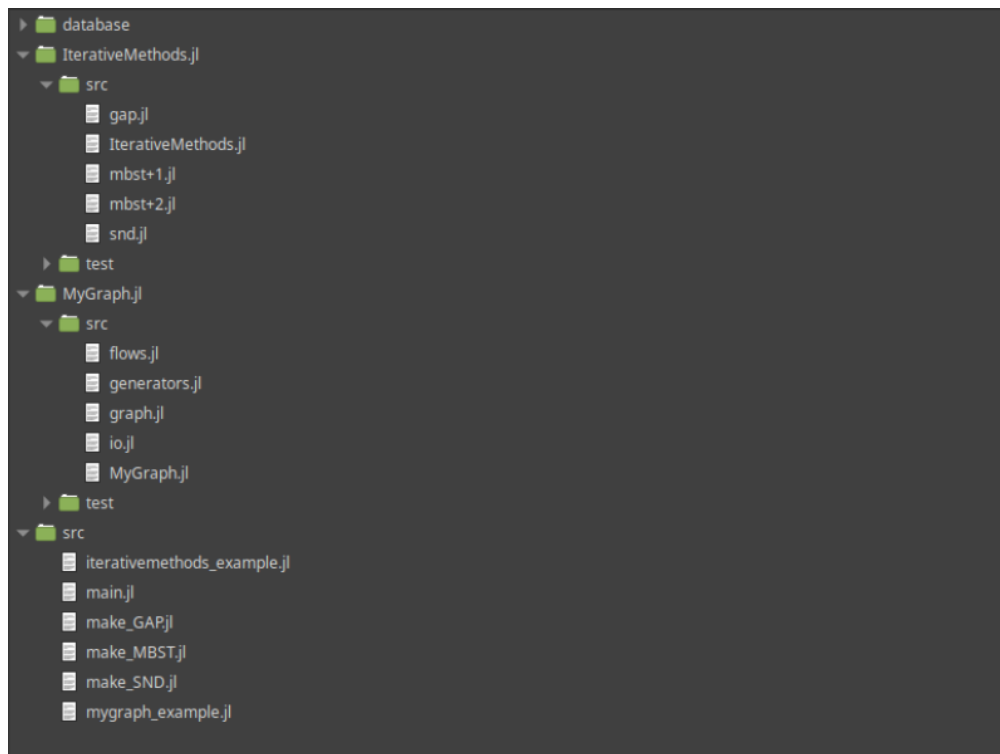 database
IterativeMethods.jl
src
gap.jl
IterativeMethods.jl
mbst+1.jl
mbst+2.jl
snd.jl
test
MyGraph.jl
src
flows.jl
generators.jl
graph.jl
io.jl
MyGraph.jl
test
src
iterativemethods_example.jl
main.jl
make_GAP.jl
make_MBST.jl
make_SND.jl
mygraph_example.jl